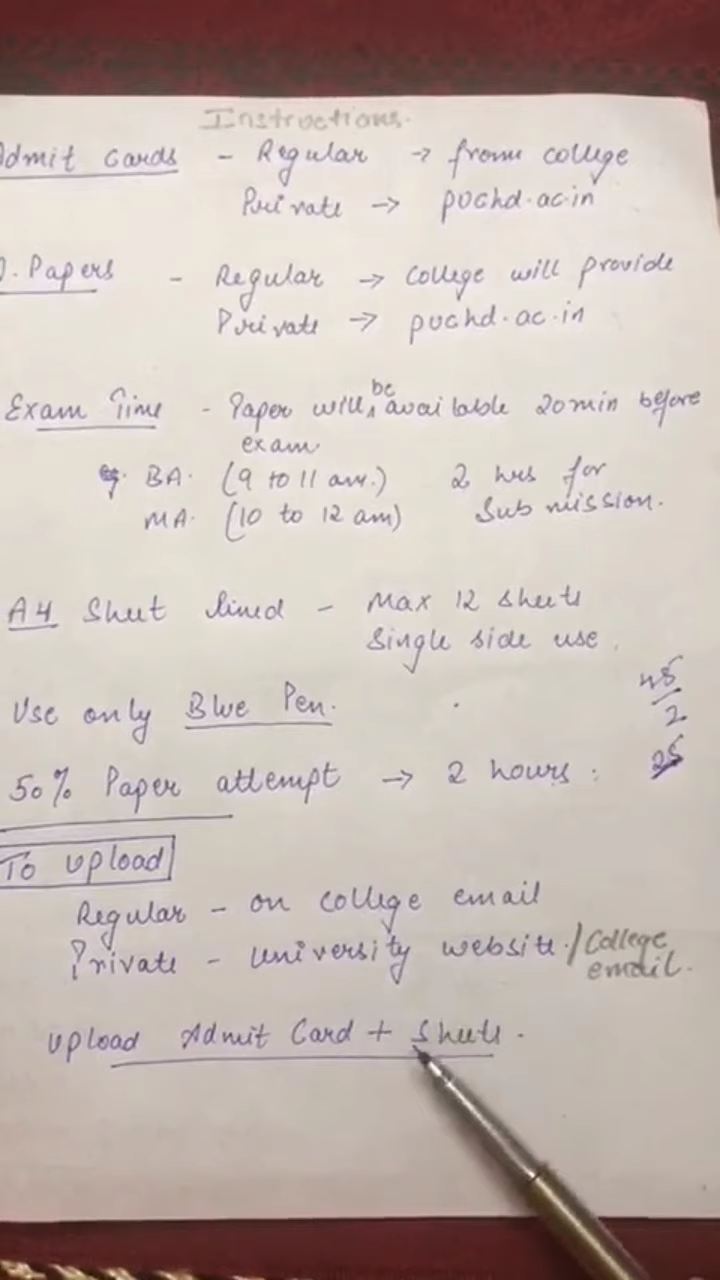 Instructions.
Admit Cards - Regular → from college
Private → puchd.ac.in
Q. Papers - Regular → College will provide
Private → puchd.ac.in
Exam Time - Paper will be available 20 min before
exam.
eg. BA. (9 to 11 am.) 2 hrs for
MA. (10 to 12 am) Submission.
A4 Sheet lined - Max 12 sheets
Single side use.
Use only Blue Pen.
2
50% Paper attempt → 2 hours :
25
To upload
Regular - on college email
Private - University website. / College
email.
Upload Admit Card + Sheets.